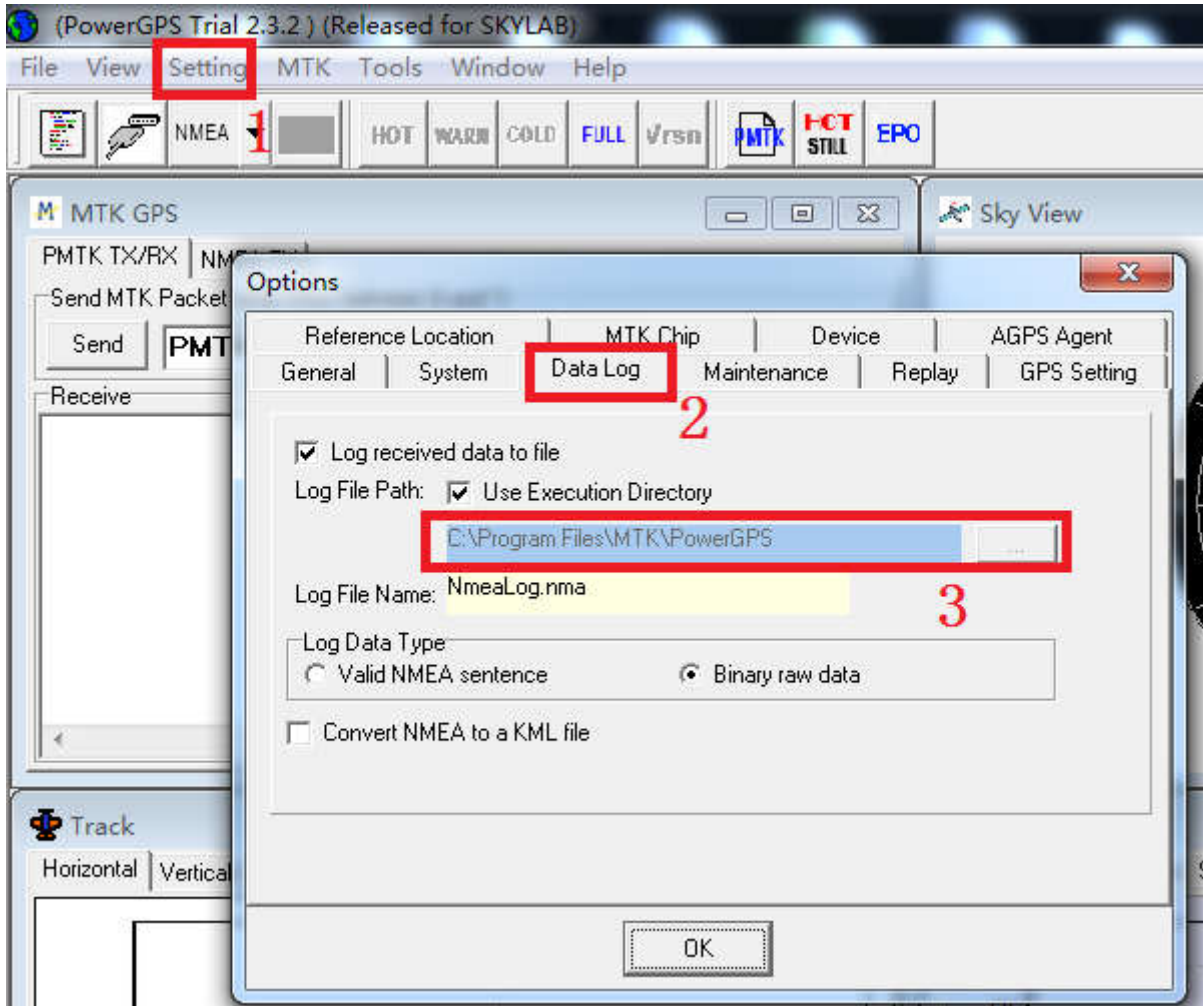 (PowerGPS Trial 2.3.2 ) (Released for SKYLAB)
File View Setting MTK Tools Window Help
1
NMEA HOT WARM COLD FULL Vrsn PMTK HOT STILL EPO
MTK GPS
Sky View
PMTK TX/RX
Send MTK Packet
Send PMT
Receive
Options
Reference Location MTK Chip Device AGPS Agent
General System Data Log Maintenance Replay GPS Setting
2
Log received data to file
Log File Path: Use Execution Directory
C:\Program Files\MTK\PowerGPS ...
Log File Name: NmeaLog.nma
3
Log Data Type
Valid NMEA sentence Binary raw data
Convert NMEA to a KML file
OK
Track
Horizontal Vertical